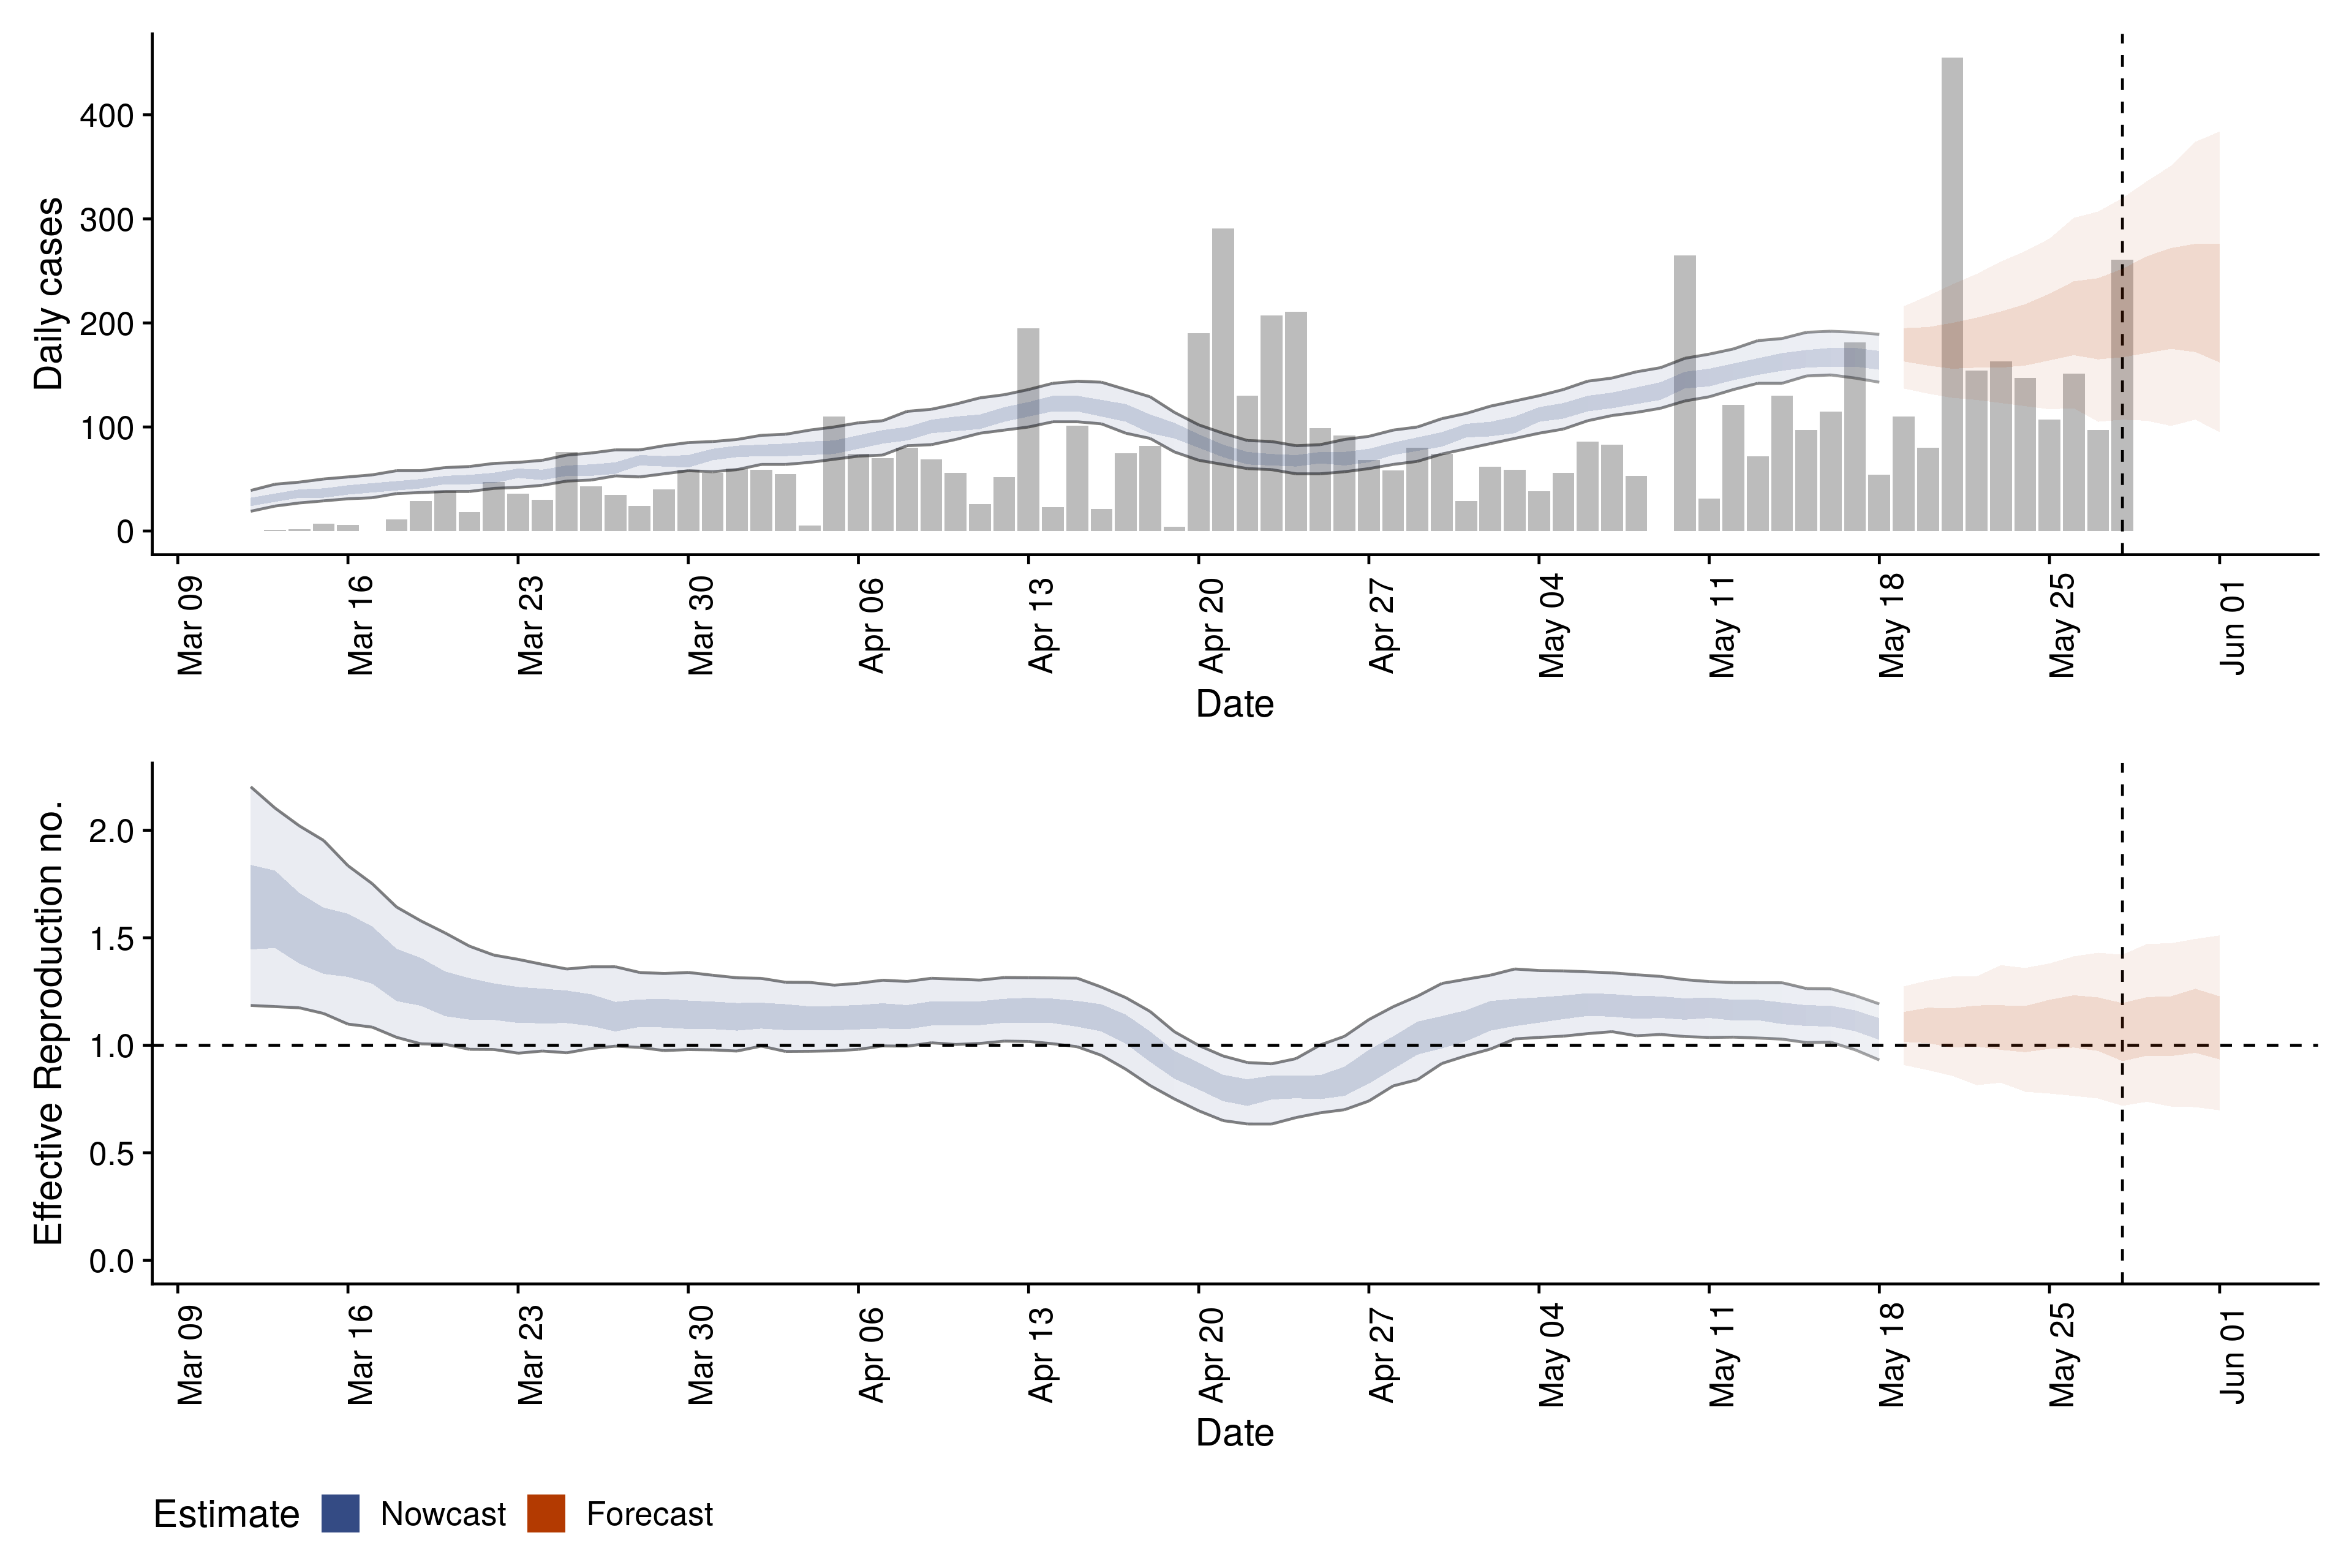 Daily cases
400
300
200
100
0
Mar 09
Mar 16
Mar 23
Mar 30
Apr 06
Apr 13
Apr 20
Apr 27
May 04
May 11
May 18
May 25
Jun 01
Date
Effective Reproduction no.
2.0
1.5
1.0
0.5
0.0
Mar 09
Mar 16
Mar 23
Mar 30
Apr 06
Apr 13
Apr 20
Apr 27
May 04
May 11
May 18
May 25
Jun 01
Date
Estimate Nowcast Forecast